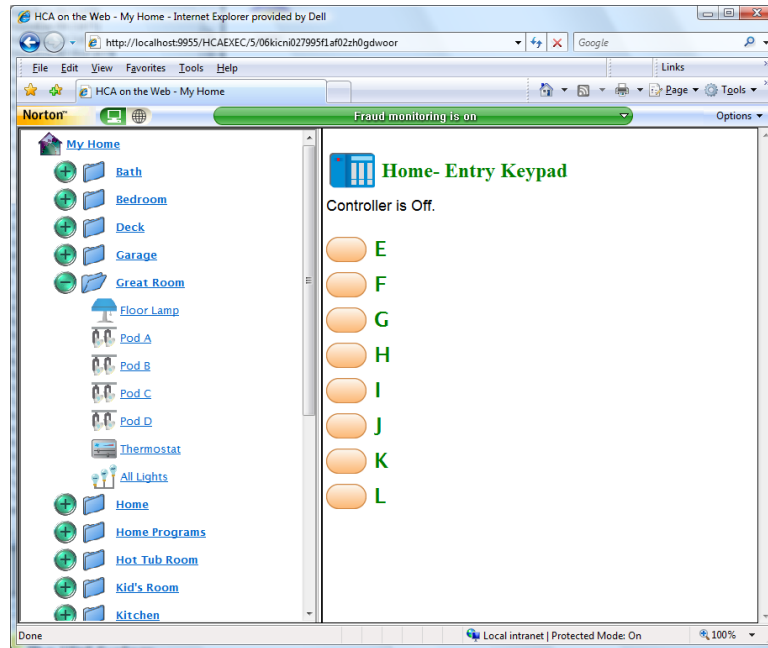 HCA on the Web - My Home - Internet Explorer provided by Dell
http://localhost:9955/HCAEXEC/5/06kicni027995f1af02zh0gdwoor
Google
File Edit View Favorites Tools Help
Links
HCA on the Web - My Home
Page Tools
Norton™
Fraud monitoring is on
Options
My Home
Bath
Bedroom
Deck
Garage
Great Room
Floor Lamp
Pod A
Pod B
Pod C
Pod D
Thermostat
All Lights
Home
Home Programs
Hot Tub Room
Kid's Room
Kitchen
Home- Entry Keypad
Controller is Off.
E
F
G
H
I
J
K
L
Done
Local intranet | Protected Mode: On
100%